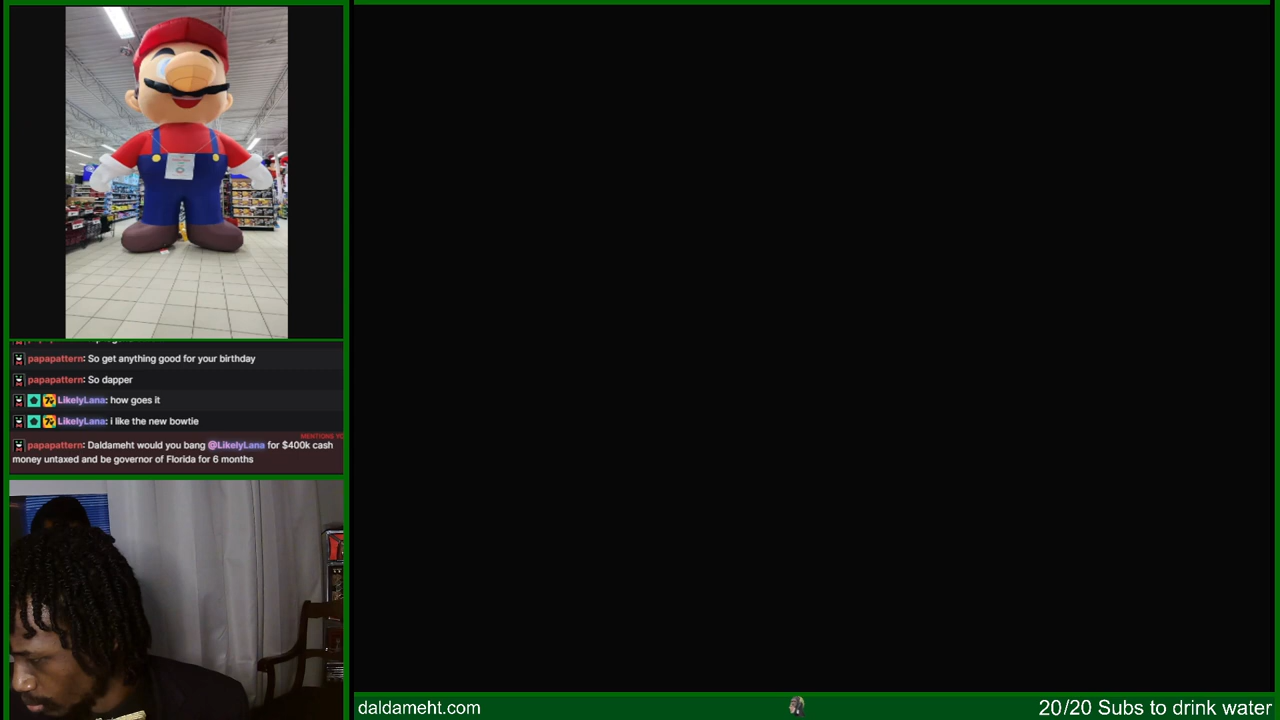 papapattern: So get anything good for your birthday
papapattern: So dapper
LikelyLana: how goes it
LikelyLana: i like the new bowtie
MENTIONS YO
papapattern: Daldameht would you bang @LikelyLana for $400k cash
money untaxed and be governor of Florida for 6 months
daldameht.com
20/20 Subs to drink water